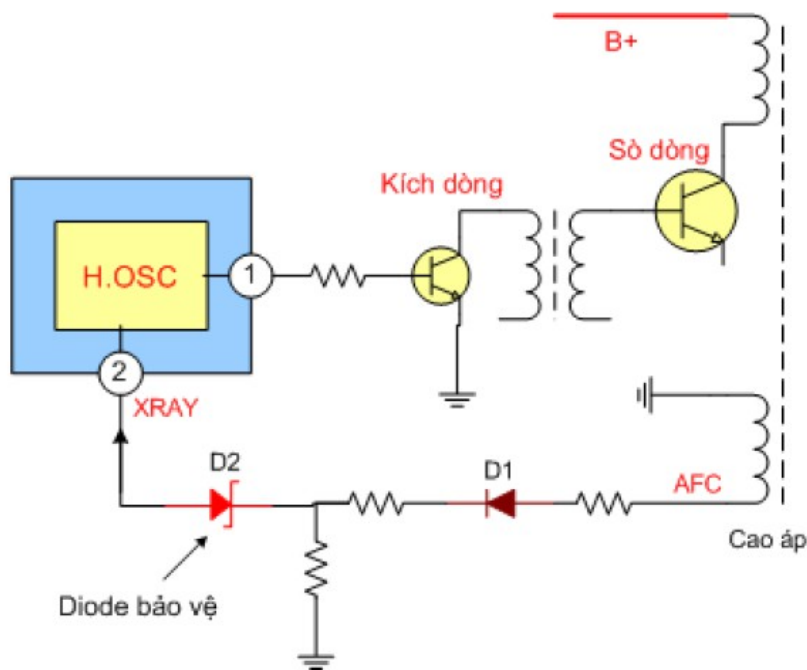 B+
Sò dòng
Kích dòng
H.OSC
1
2
XRAY
D2
D1
AFC
Cao áp
Diode bảo vệ